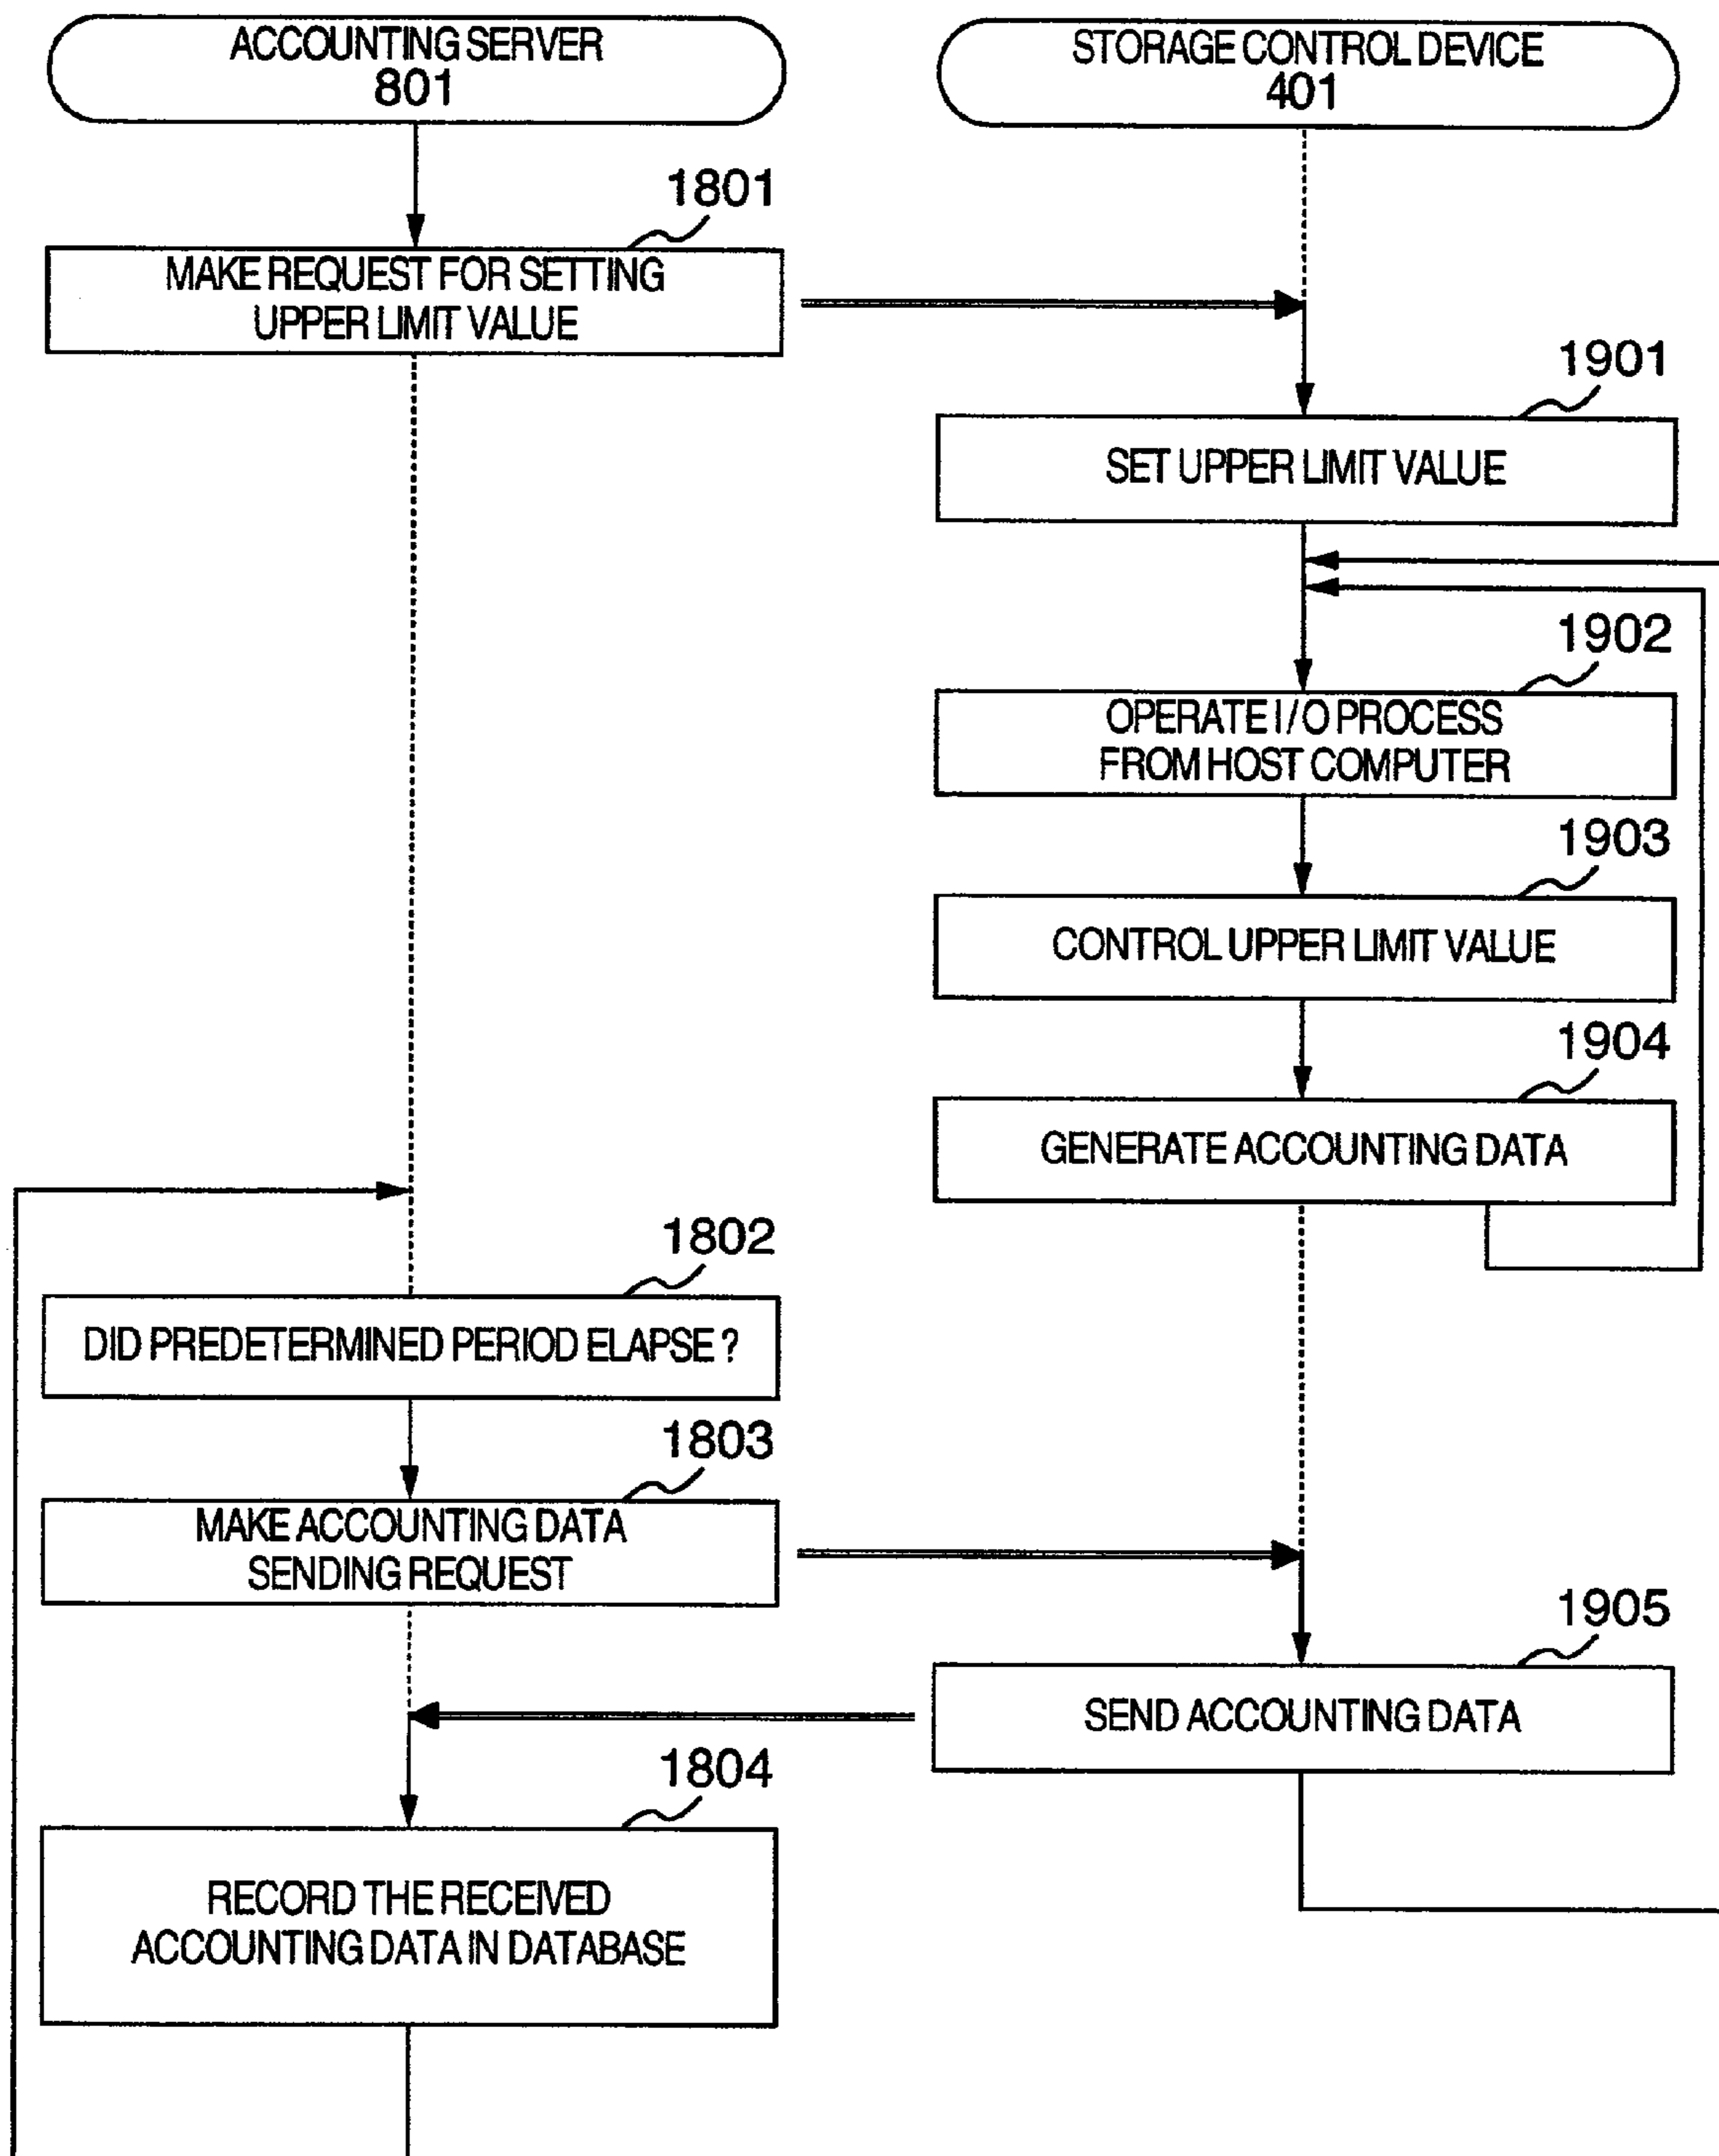 ACCOUNTING SERVER
801
STORAGE CONTROL DEVICE
401
1801
MAKE REQUEST FOR SETTING
UPPER LIMIT VALUE
1901
SET UPPER LIMIT VALUE
1902
OPERATE I/O PROCESS
FROM HOST COMPUTER
1903
CONTROL UPPER LIMIT VALUE
1904
GENERATE ACCOUNTING DATA
1802
DID PREDETERMINED PERIOD ELAPSE ?
1803
MAKE ACCOUNTING DATA
SENDING REQUEST
1905
SEND ACCOUNTING DATA
1804
RECORD THE RECEIVED
ACCOUNTING DATA IN DATABASE